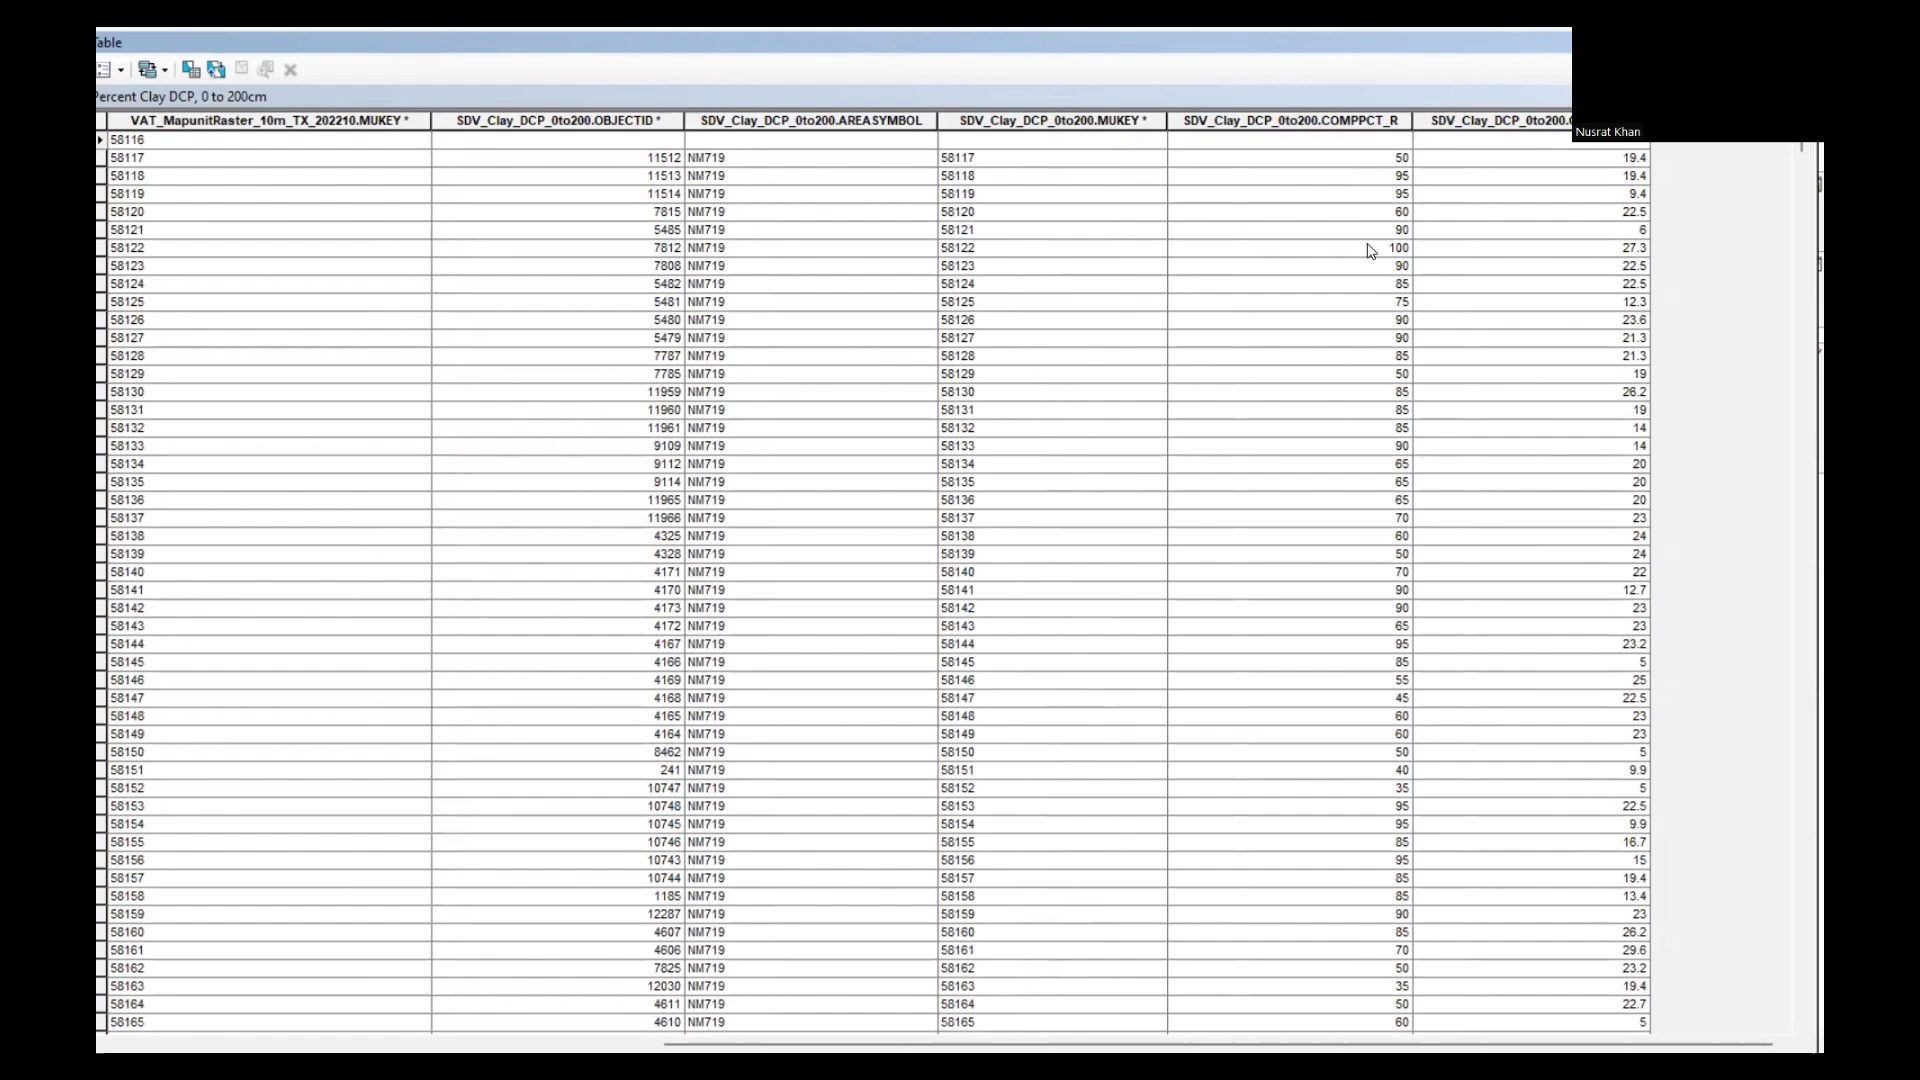 Table
Percent Clay DCP, 0 to 200cm
VAT_MapunitRaster_10m_TX_202210.MUKEY * SDV_Clay_DCP_0to200.OBJECTID * SDV_Clay_DCP_0to200.AREASYMBOL SDV_Clay_DCP_0to200.MUKEY * SDV_Clay_DCP_0to200.COMPPCT_R SDV_Clay_DCP_0to200.
Nusrat Khan
58116
58117 11512 NM719 58117 50 19.4
58118 11513 NM719 58118 95 19.4
58119 11514 NM719 58119 95 9.4
58120 7815 NM719 58120 60 22.5
58121 5485 NM719 58121 90 6
58122 7812 NM719 58122 100 27.3
58123 7808 NM719 58123 90 22.5
58124 5482 NM719 58124 85 22.5
58125 5481 NM719 58125 75 12.3
58126 5480 NM719 58126 90 23.6
58127 5479 NM719 58127 90 21.3
58128 7787 NM719 58128 85 21.3
58129 7785 NM719 58129 50 19
58130 11959 NM719 58130 85 26.2
58131 11960 NM719 58131 85 19
58132 11961 NM719 58132 85 14
58133 9109 NM719 58133 90 14
58134 9112 NM719 58134 65 20
58135 9114 NM719 58135 65 20
58136 11965 NM719 58136 65 20
58137 11966 NM719 58137 70 23
58138 4325 NM719 58138 60 24
58139 4328 NM719 58139 50 24
58140 4171 NM719 58140 70 22
58141 4170 NM719 58141 90 12.7
58142 4173 NM719 58142 90 23
58143 4172 NM719 58143 65 23
58144 4167 NM719 58144 95 23.2
58145 4166 NM719 58145 85 5
58146 4169 NM719 58146 55 25
58147 4168 NM719 58147 45 22.5
58148 4165 NM719 58148 60 23
58149 4164 NM719 58149 60 23
58150 8462 NM719 58150 50 5
58151 241 NM719 58151 40 9.9
58152 10747 NM719 58152 35 5
58153 10748 NM719 58153 95 22.5
58154 10745 NM719 58154 95 9.9
58155 10746 NM719 58155 85 16.7
58156 10743 NM719 58156 95 15
58157 10744 NM719 58157 85 19.4
58158 1185 NM719 58158 85 13.4
58159 12287 NM719 58159 90 23
58160 4607 NM719 58160 85 26.2
58161 4606 NM719 58161 70 29.6
58162 7825 NM719 58162 50 23.2
58163 12030 NM719 58163 35 19.4
58164 4611 NM719 58164 50 22.7
58165 4610 NM719 58165 60 5